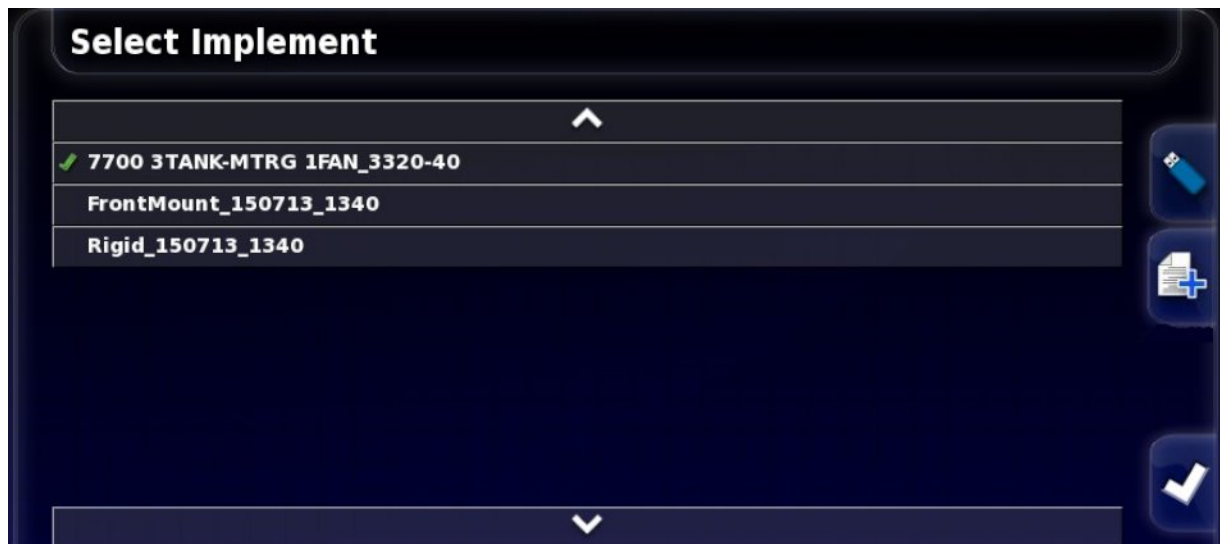 Select Implement
7700 3TANK-MTRG 1FAN_3320-40
FrontMount_150713_1340
Rigid_150713_1340